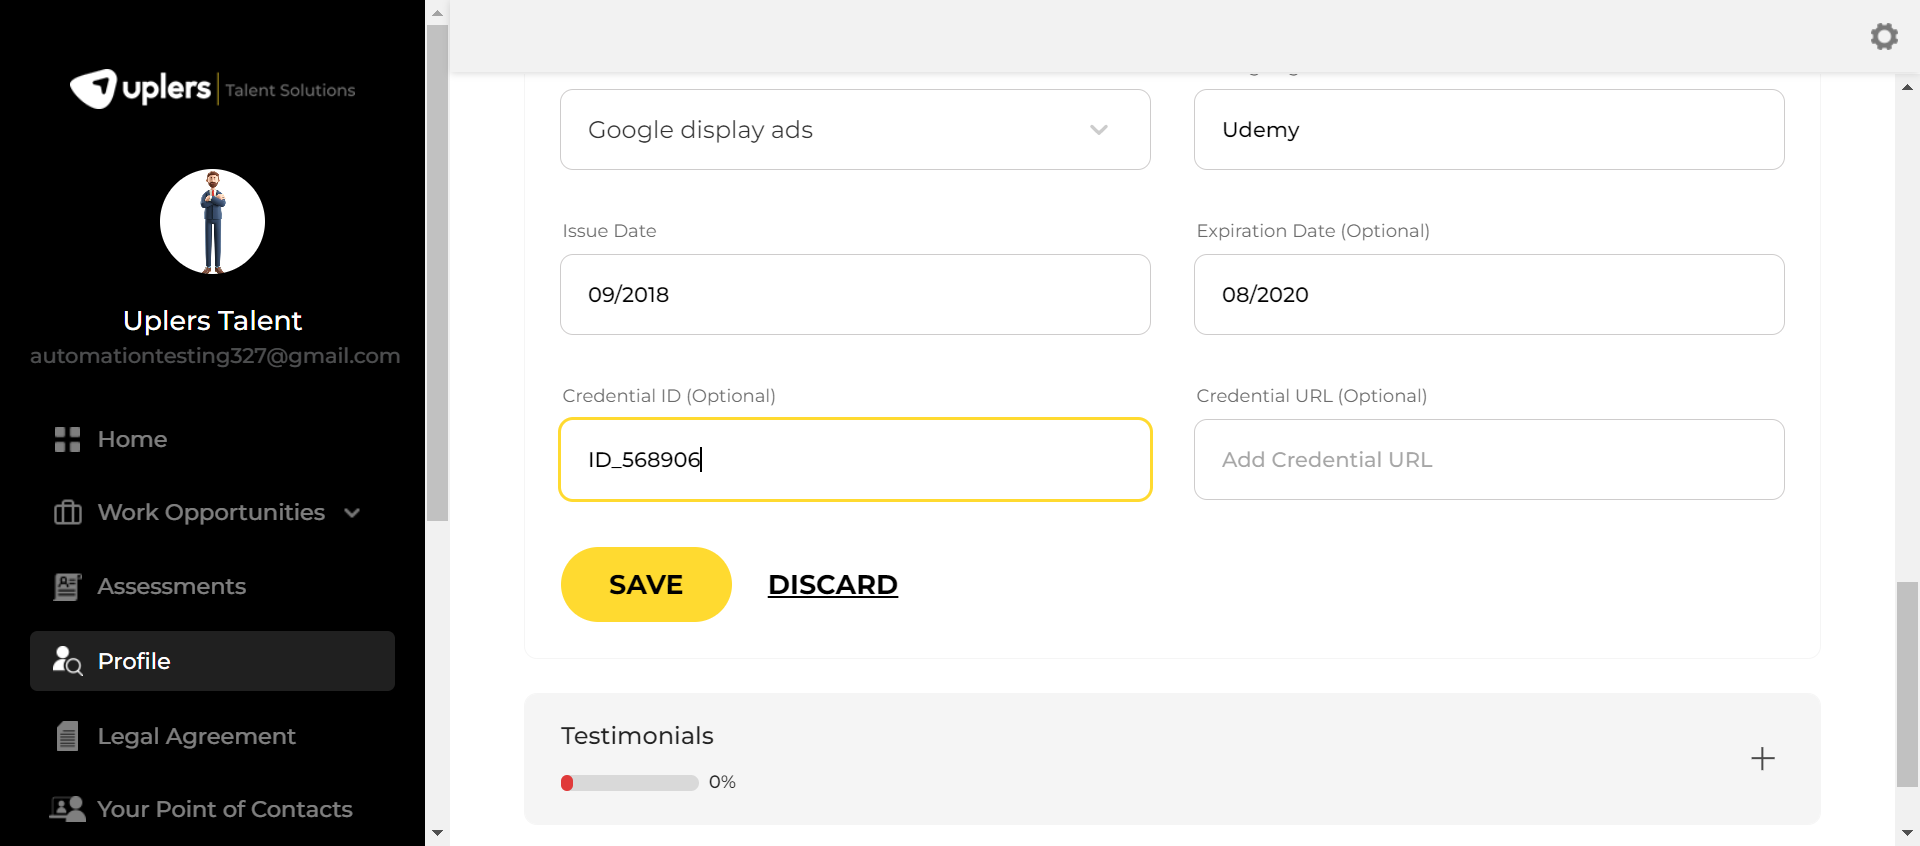 uplers Talent Solutions
Uplers Talent
automationtesting327@gmail.com
Home
Work Opportunities
Assessments
Profile
Legal Agreement
Your Point of Contacts
Google display ads
Udemy
Issue Date
Expiration Date (Optional)
09/2018
08/2020
Credential ID (Optional)
Credential URL (Optional)
ID_568906
Add Credential URL
SAVE
DISCARD
Testimonials
0%